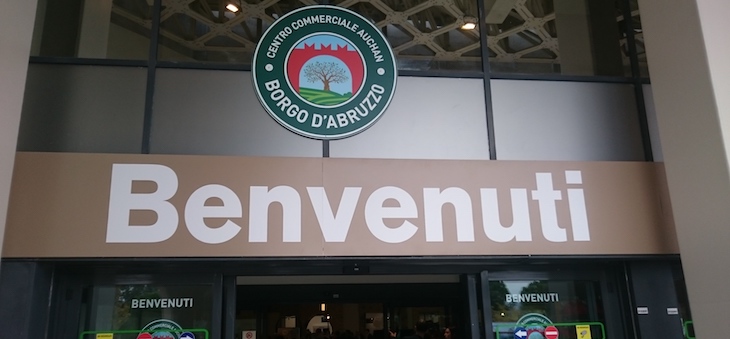 CENTRO COMMERCIALE AUCHAN
BORGO D'ABRUZZO
Benvenuti
BENVENUTI
BENVENUTI